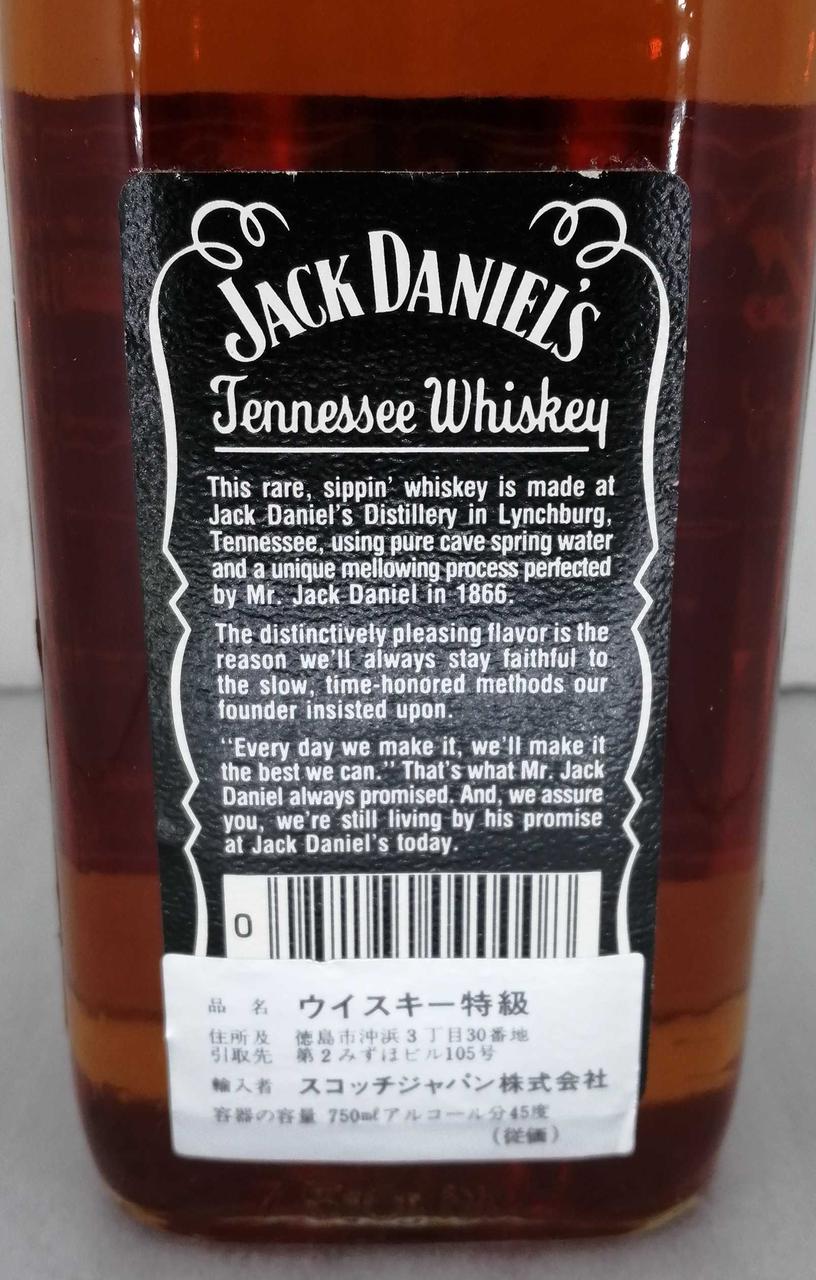 JACK DANIEL'S
Tennessee Whiskey
This rare, sippin' whiskey is made at
Jack Daniel's Distillery in Lynchburg,
Tennessee, using pure cave spring water
and a unique mellowing process perfected
by Mr. Jack Daniel in 1866.
The distinctively pleasing flavor is the
reason we'll always stay faithful to
the slow, time-honored methods our
founder insisted upon.
"Every day we make it, we'll make it
the best we can." That's what Mr. Jack
Daniel always promised. And, we assure
you, we're still living by his promise
at Jack Daniel's today.
0
品名 ウイスキー特級
住所及 徳島市沖浜3丁目30番地
引取先 第2みずほビル105号
輸入者 スコッチジャパン株式会社
容器の容量 750mℓアルコール分45度
(従価)